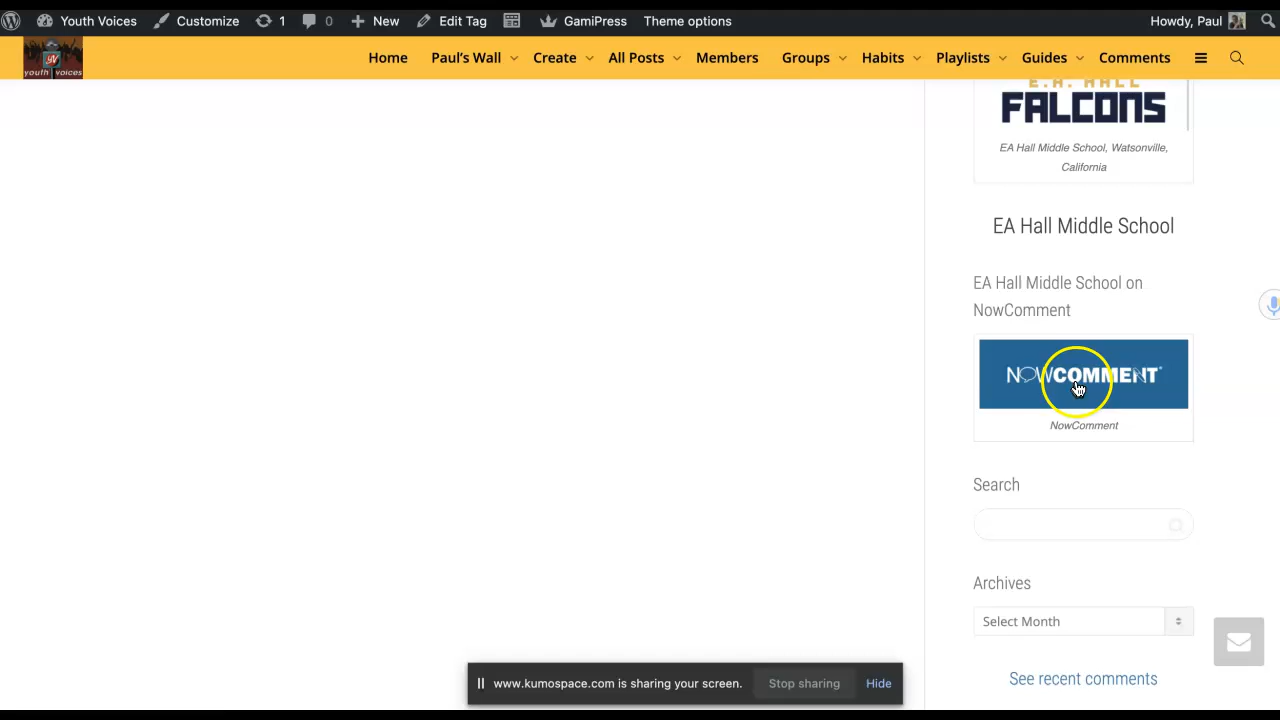 Youth Voices Customize 1 0 New Edit Tag GamiPress Theme options Howdy, Paul
youth voices
Home Paul's Wall Create All Posts Members Groups Habits Playlists Guides Comments
E.A. HALL
FALCONS
EA Hall Middle School, Watsonville,
California
EA Hall Middle School
EA Hall Middle School on
NowComment
NOWCOMMENT
NowComment
Search
Archives
Select Month
See recent comments
www.kumospace.com is sharing your screen. Stop sharing Hide